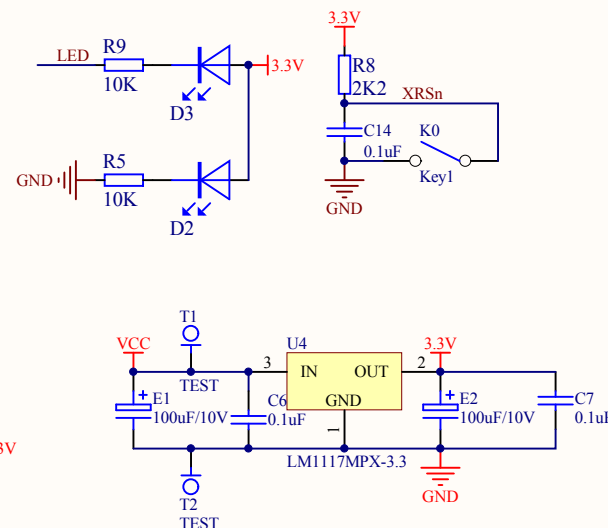 LED
R9
10K
D3
3.3V
GND
R5
10K
D2
3.3V
R8
2K2
XRSn
C14
0.1uF
K0
Key1
GND
VCC
T1
TEST
E1
100uF/10V
C6
0.1uF
U4
3
IN
OUT
2
GND
1
LM1117MPX-3.3
3.3V
E2
100uF/10V
C7
0.1uF
GND
T2
TEST
3V